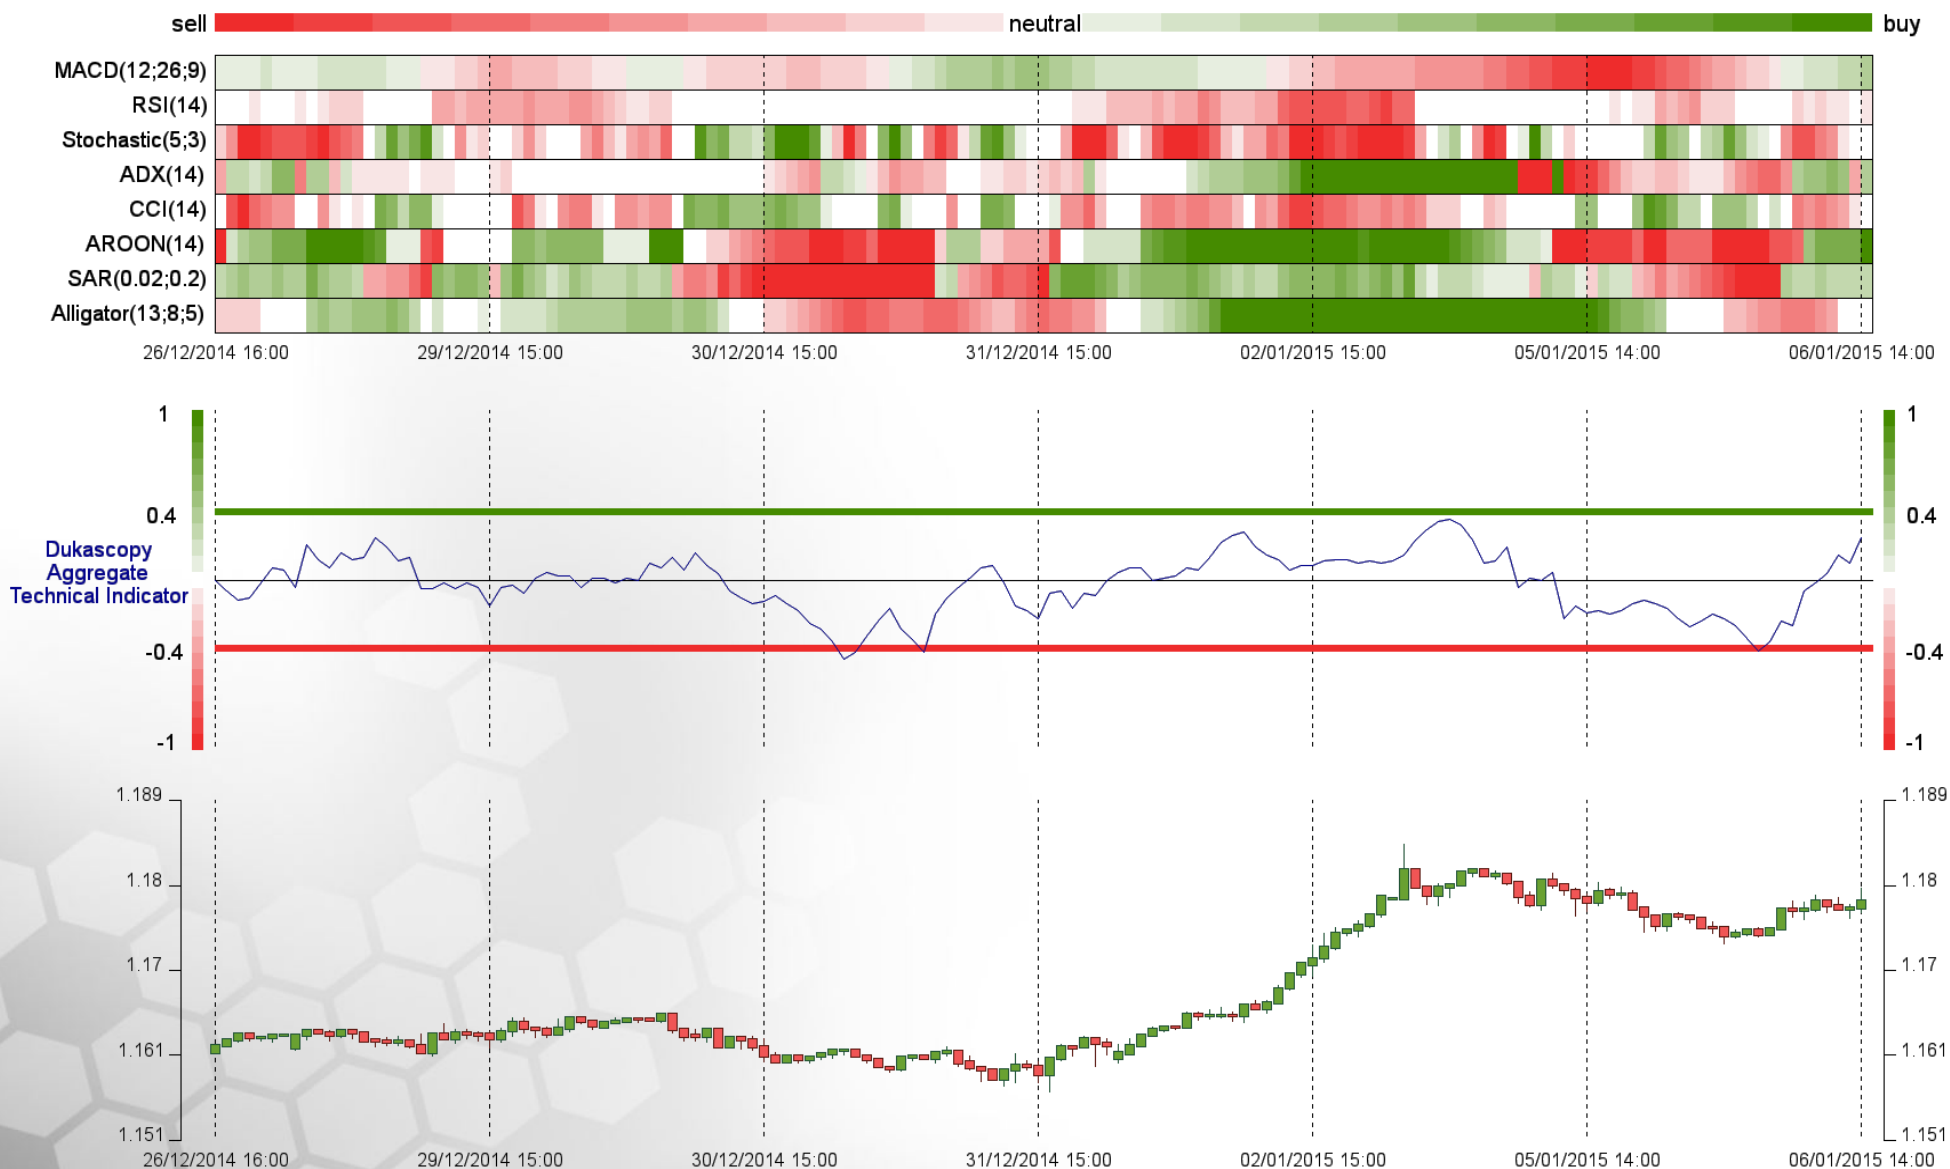 sell neutral buy
MACD(12;26;9)
RSI(14)
Stochastic(5;3)
ADX(14)
CCI(14)
AROON(14)
SAR(0.02;0.2)
Alligator(13;8;5)
26/12/2014 16:00 29/12/2014 15:00 30/12/2014 15:00 31/12/2014 15:00 02/01/2015 15:00 05/01/2015 14:00 06/01/2015 14:00
1 1
0.4 0.4
Dukascopy
Aggregate
Technical Indicator
-0.4 -0.4
-1 -1
1.189 1.189
1.18 1.18
1.17 1.17
1.161 1.161
1.151 1.151
26/12/2014 16:00 29/12/2014 15:00 30/12/2014 15:00 31/12/2014 15:00 02/01/2015 15:00 05/01/2015 14:00 06/01/2015 14:00